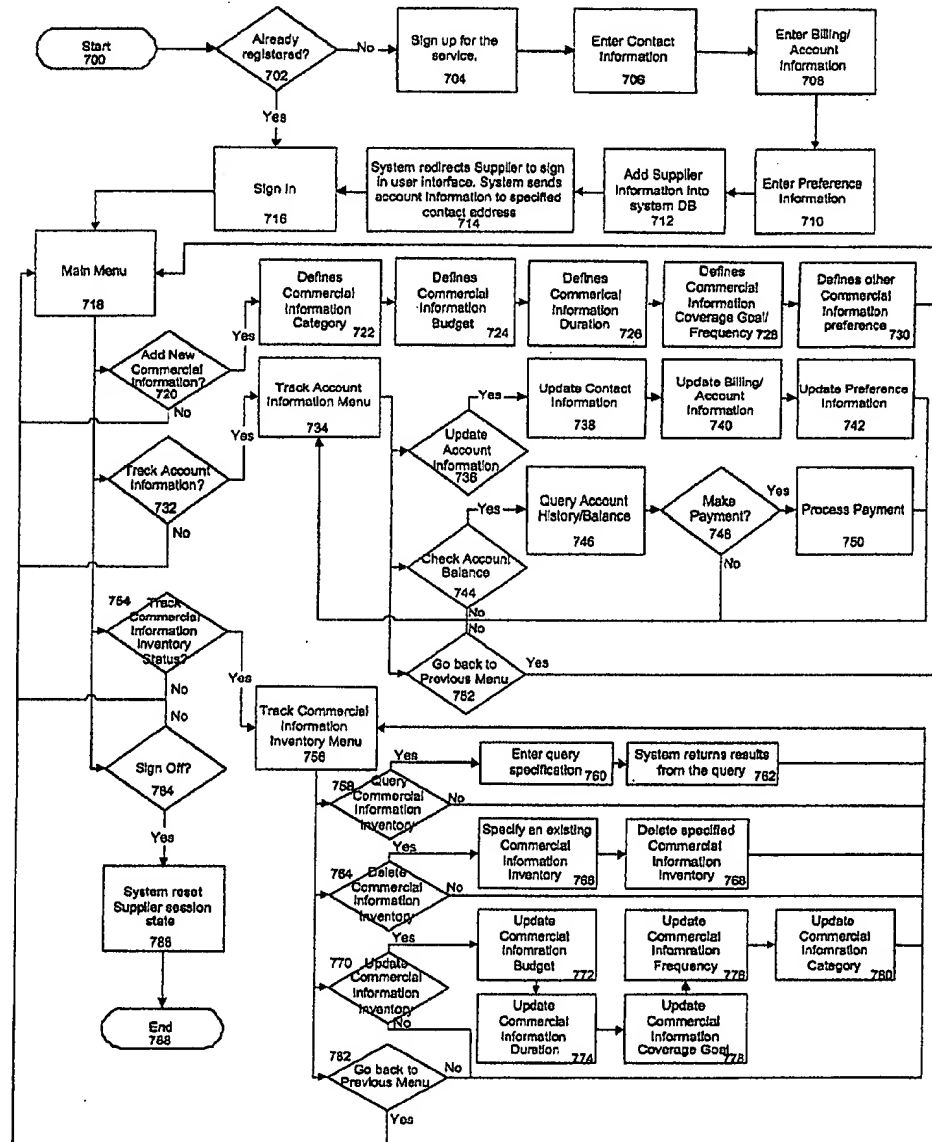 Start
700
Already
registered?
702
No
Yes
Sign up for the
service.
704
Enter Contact
Information
706
Enter Billing/
Account
Information
708
Sign In
716
System redirects Supplier to sign
in user interface. System sends
account information to specified
contact address
714
Add Supplier
Information into
system DB
712
Enter Preference
Information
710
Main Menu
718
Defines
Commercial
Information
Category
722
Defines
Commercial
Information
Budget
724
Defines
Commerical
Information
Duration
726
Defines
Commercial
Information
Coverage Goal/
Frequency
728
Defines other
Commercial
Information
preference
730
Add New
Commercial
Information?
720
Yes
No
Track Account
Information Menu
734
Yes
Update Contact
Information
738
Update Billing/
Account
Information
740
Update Preference
Information
742
Update
Account
Information
736
Yes
Track Account
Information?
732
No
Yes
Query Account
History/Balance
746
Make
Payment?
748
Yes
No
Process Payment
750
Check Account
Balance
744
No
No
Go back to
Previous Menu
752
Yes
754
Track
Commercial
Information
Inventory
Status?
Yes
No
No
Sign Off?
784
Yes
System reset
Supplier session
state
786
End
788
Track Commercial
Information
Inventory Menu
756
Yes
Enter query
specification
760
System returns results
from the query
762
758
Query
Commercial
Information
Inventory
No
Yes
Specify an existing
Commercial
Information
Inventory
766
Delete specified
Commercial
Information
Inventory
768
764
Delete
Commercial
Information
Inventory
No
Yes
Update
Commercial
Infomration
Budget
772
Update
Commercial
Infomration
Frequency
776
Update
Commercial
Infomration
Category
780
770
Update
Commercial
Information
Inventory
No
Update
Commercial
Information
Duration
774
Update
Commercial
Information
Coverage Goal
778
782
Go back to
Previous Menu
No
Yes